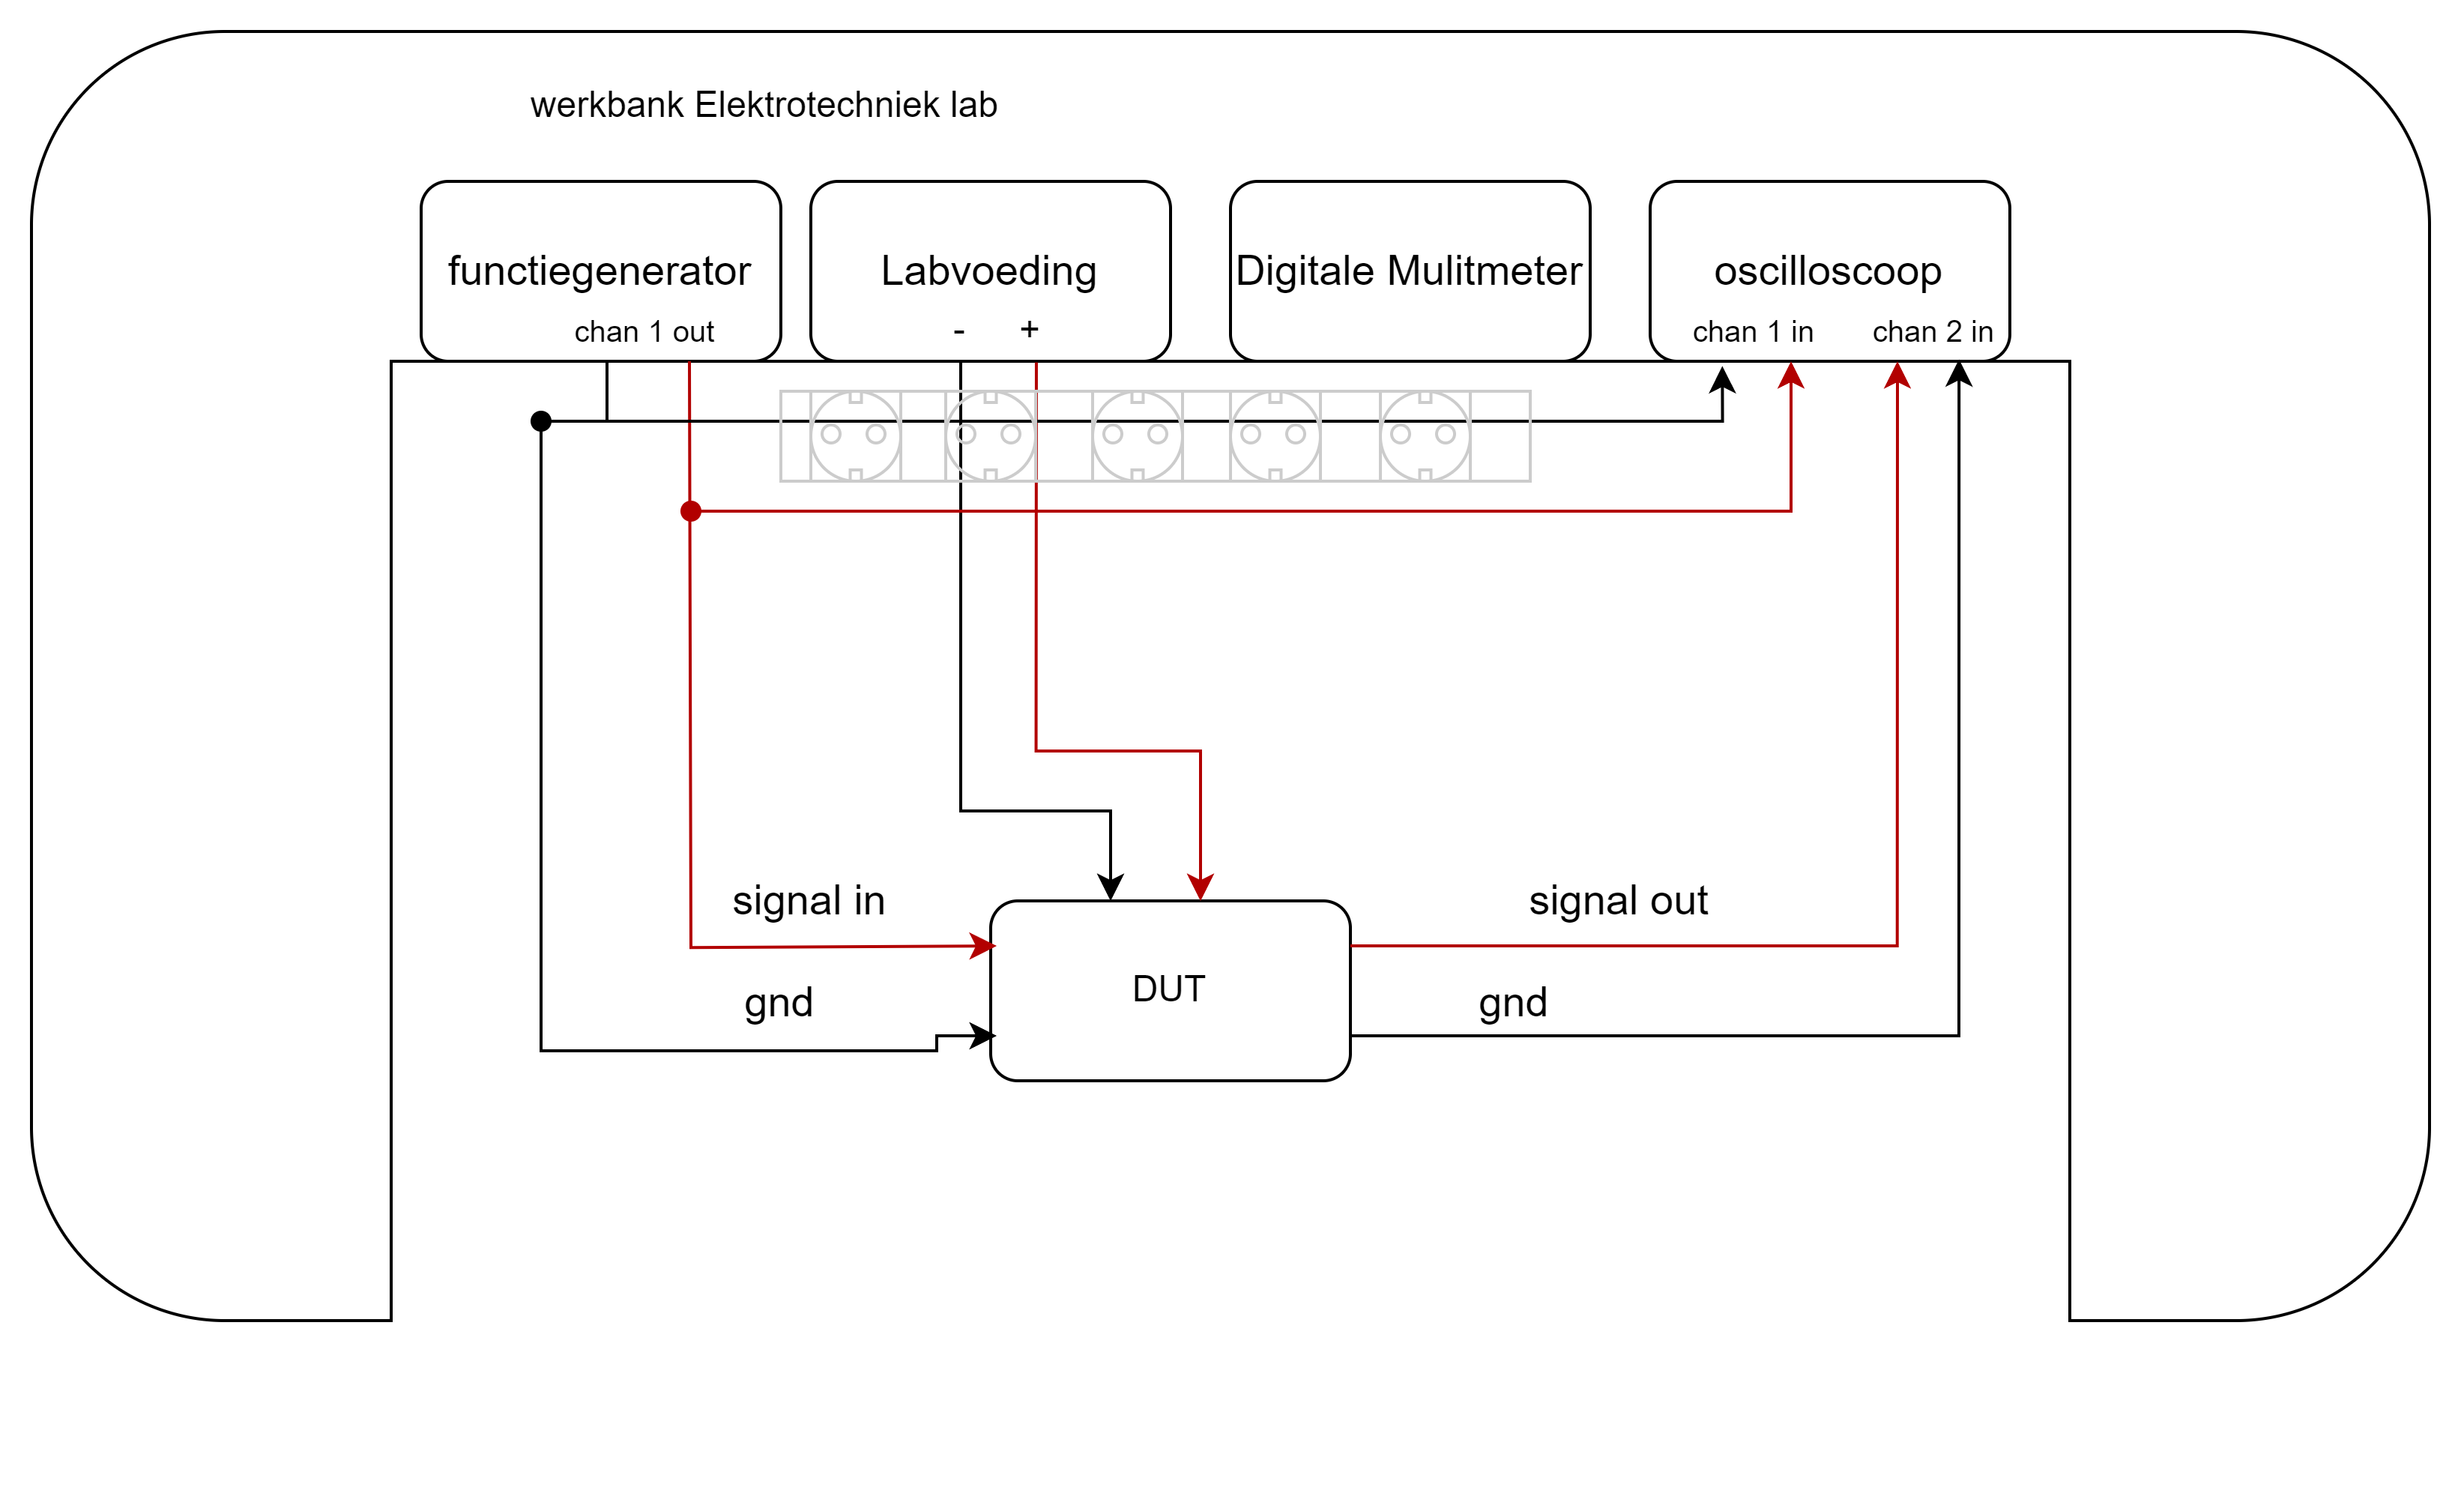 werkbank Elektrotechniek lab
functiegenerator
chan 1 out
Labvoeding
- +
Digitale Mulitmeter
oscilloscoop
chan 1 in
chan 2 in
signal in
signal out
DUT
gnd
gnd